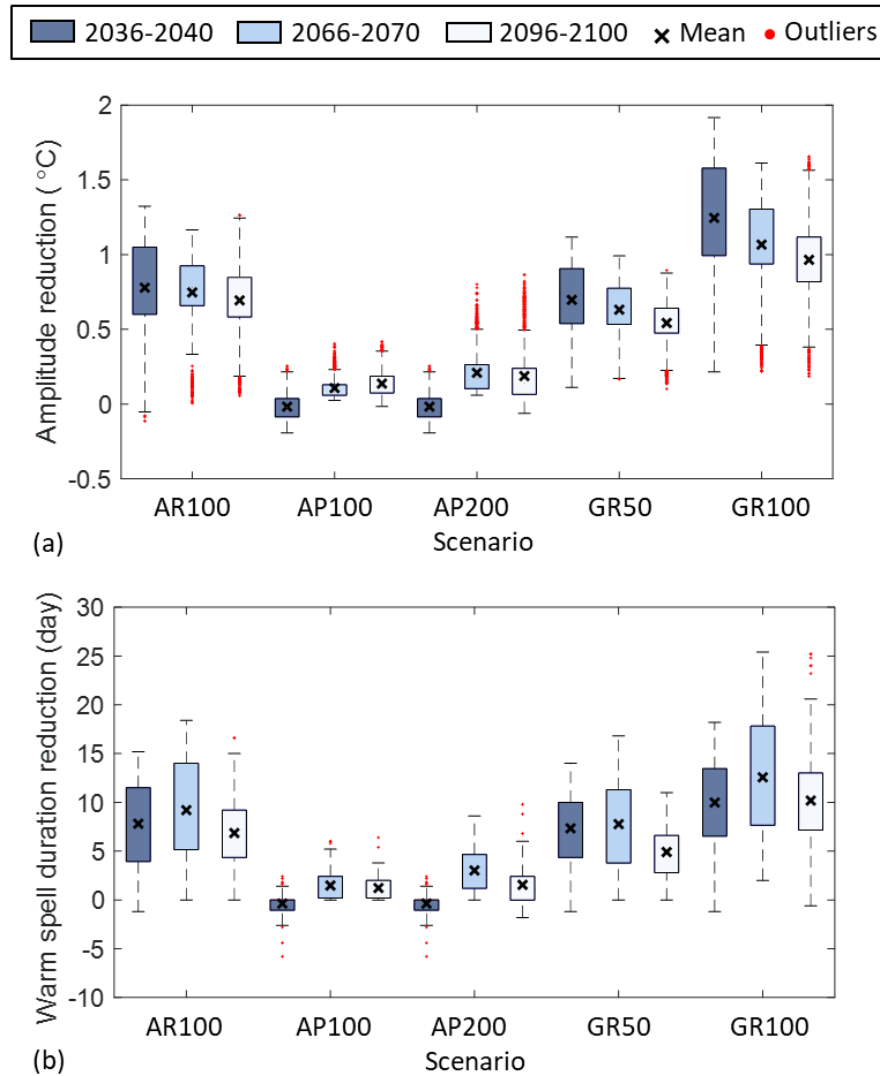 2036-2040 2066-2070 2096-2100 Mean Outliers
Amplitude reduction (°C)
2
1.5
1
0.5
0
-0.5
AR100 AP100 AP200 GR50 GR100
(a) Scenario
Warm spell duration reduction (day)
30
25
20
15
10
5
0
-5
-10
AR100 AP100 AP200 GR50 GR100
(b) Scenario